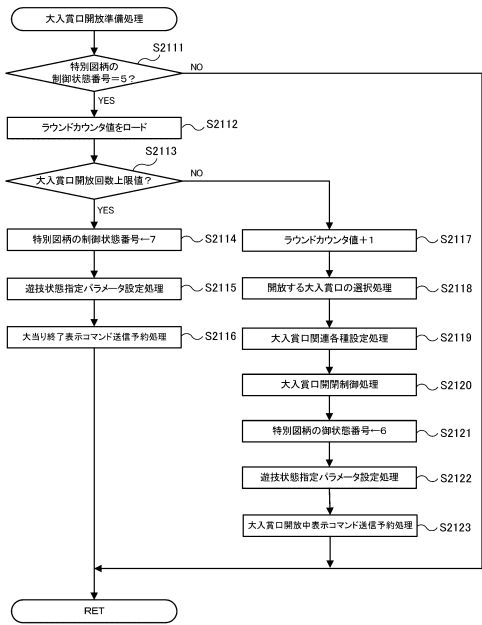 大入賞口開放準備処理
S2111
特別図柄の
制御状態番号=5?
NO
YES
ラウンドカウンタ値をロード
S2112
S2113
大入賞口開放回数上限値?
NO
YES
特別図柄の制御状態番号←7
S2114
遊技状態指定パラメータ設定処理
S2115
大当り終了表示コマンド送信予約処理
S2116
ラウンドカウンタ値+1
S2117
開放する大入賞口の選択処理
S2118
大入賞口関連各種設定処理
S2119
大入賞口開閉制御処理
S2120
特別図柄の御状態番号←6
S2121
遊技状態指定パラメータ設定処理
S2122
大入賞口開放中表示コマンド送信予約処理
S2123
RET